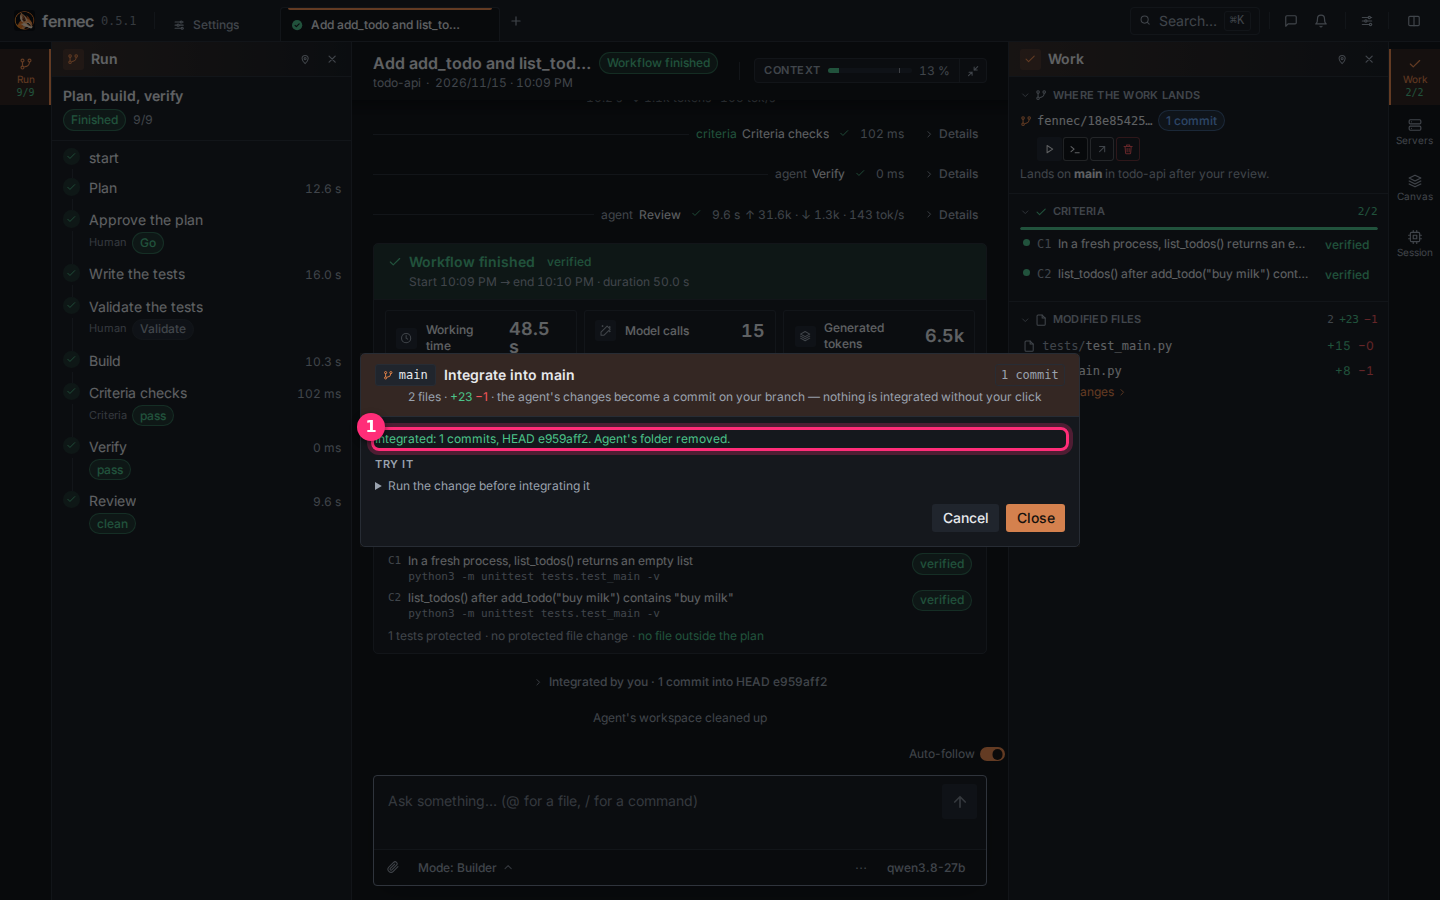 fennec 0.5.1
Settings
Add add_todo and list_to...
Search... ⌘K
Run
9/9
Run
Plan, build, verify
Finished 9/9
start
Plan 12.6 s
Approve the plan
Human Go
Write the tests 16.0 s
Validate the tests
Human Validate
Build 10.3 s
Criteria checks 102 ms
Criteria pass
Verify 0 ms
pass
Review 9.6 s
clean
Add add_todo and list_tod... Workflow finished
todo-api · 2026/11/15 · 10:09 PM
CONTEXT 13 %
criteria Criteria checks 102 ms Details
agent Verify 0 ms Details
agent Review 9.6 s ↑ 31.6k · ↓ 1.3k · 143 tok/s Details
Workflow finished verified
Start 10:09 PM → end 10:10 PM · duration 50.0 s
Working time 48.5 s
Model calls 15
Generated tokens 6.5k
main Integrate into main 1 commit
2 files · +23 −1 · the agent's changes become a commit on your branch — nothing is integrated without your click
1
ntegrated: 1 commits, HEAD e959aff2. Agent's folder removed.
TRY IT
Run the change before integrating it
Cancel Close
C1 In a fresh process, list_todos() returns an empty list verified
python3 -m unittest tests.test_main -v
C2 list_todos() after add_todo("buy milk") contains "buy milk" verified
python3 -m unittest tests.test_main -v
1 tests protected · no protected file change · no file outside the plan
Integrated by you · 1 commit into HEAD e959aff2
Agent's workspace cleaned up
Auto-follow
Ask something... (@ for a file, / for a command)
Mode: Builder
··· qwen3.8-27b
Work
WHERE THE WORK LANDS
fennec/18e85425... 1 commit
Lands on main in todo-api after your review.
CRITERIA 2/2
C1 In a fresh process, list_todos() returns an e... verified
C2 list_todos() after add_todo("buy milk") cont... verified
MODIFIED FILES 2 +23 −1
tests/test_main.py +15 −0
ain.py +8 −1
anges
Work
2/2
Servers
Canvas
Session